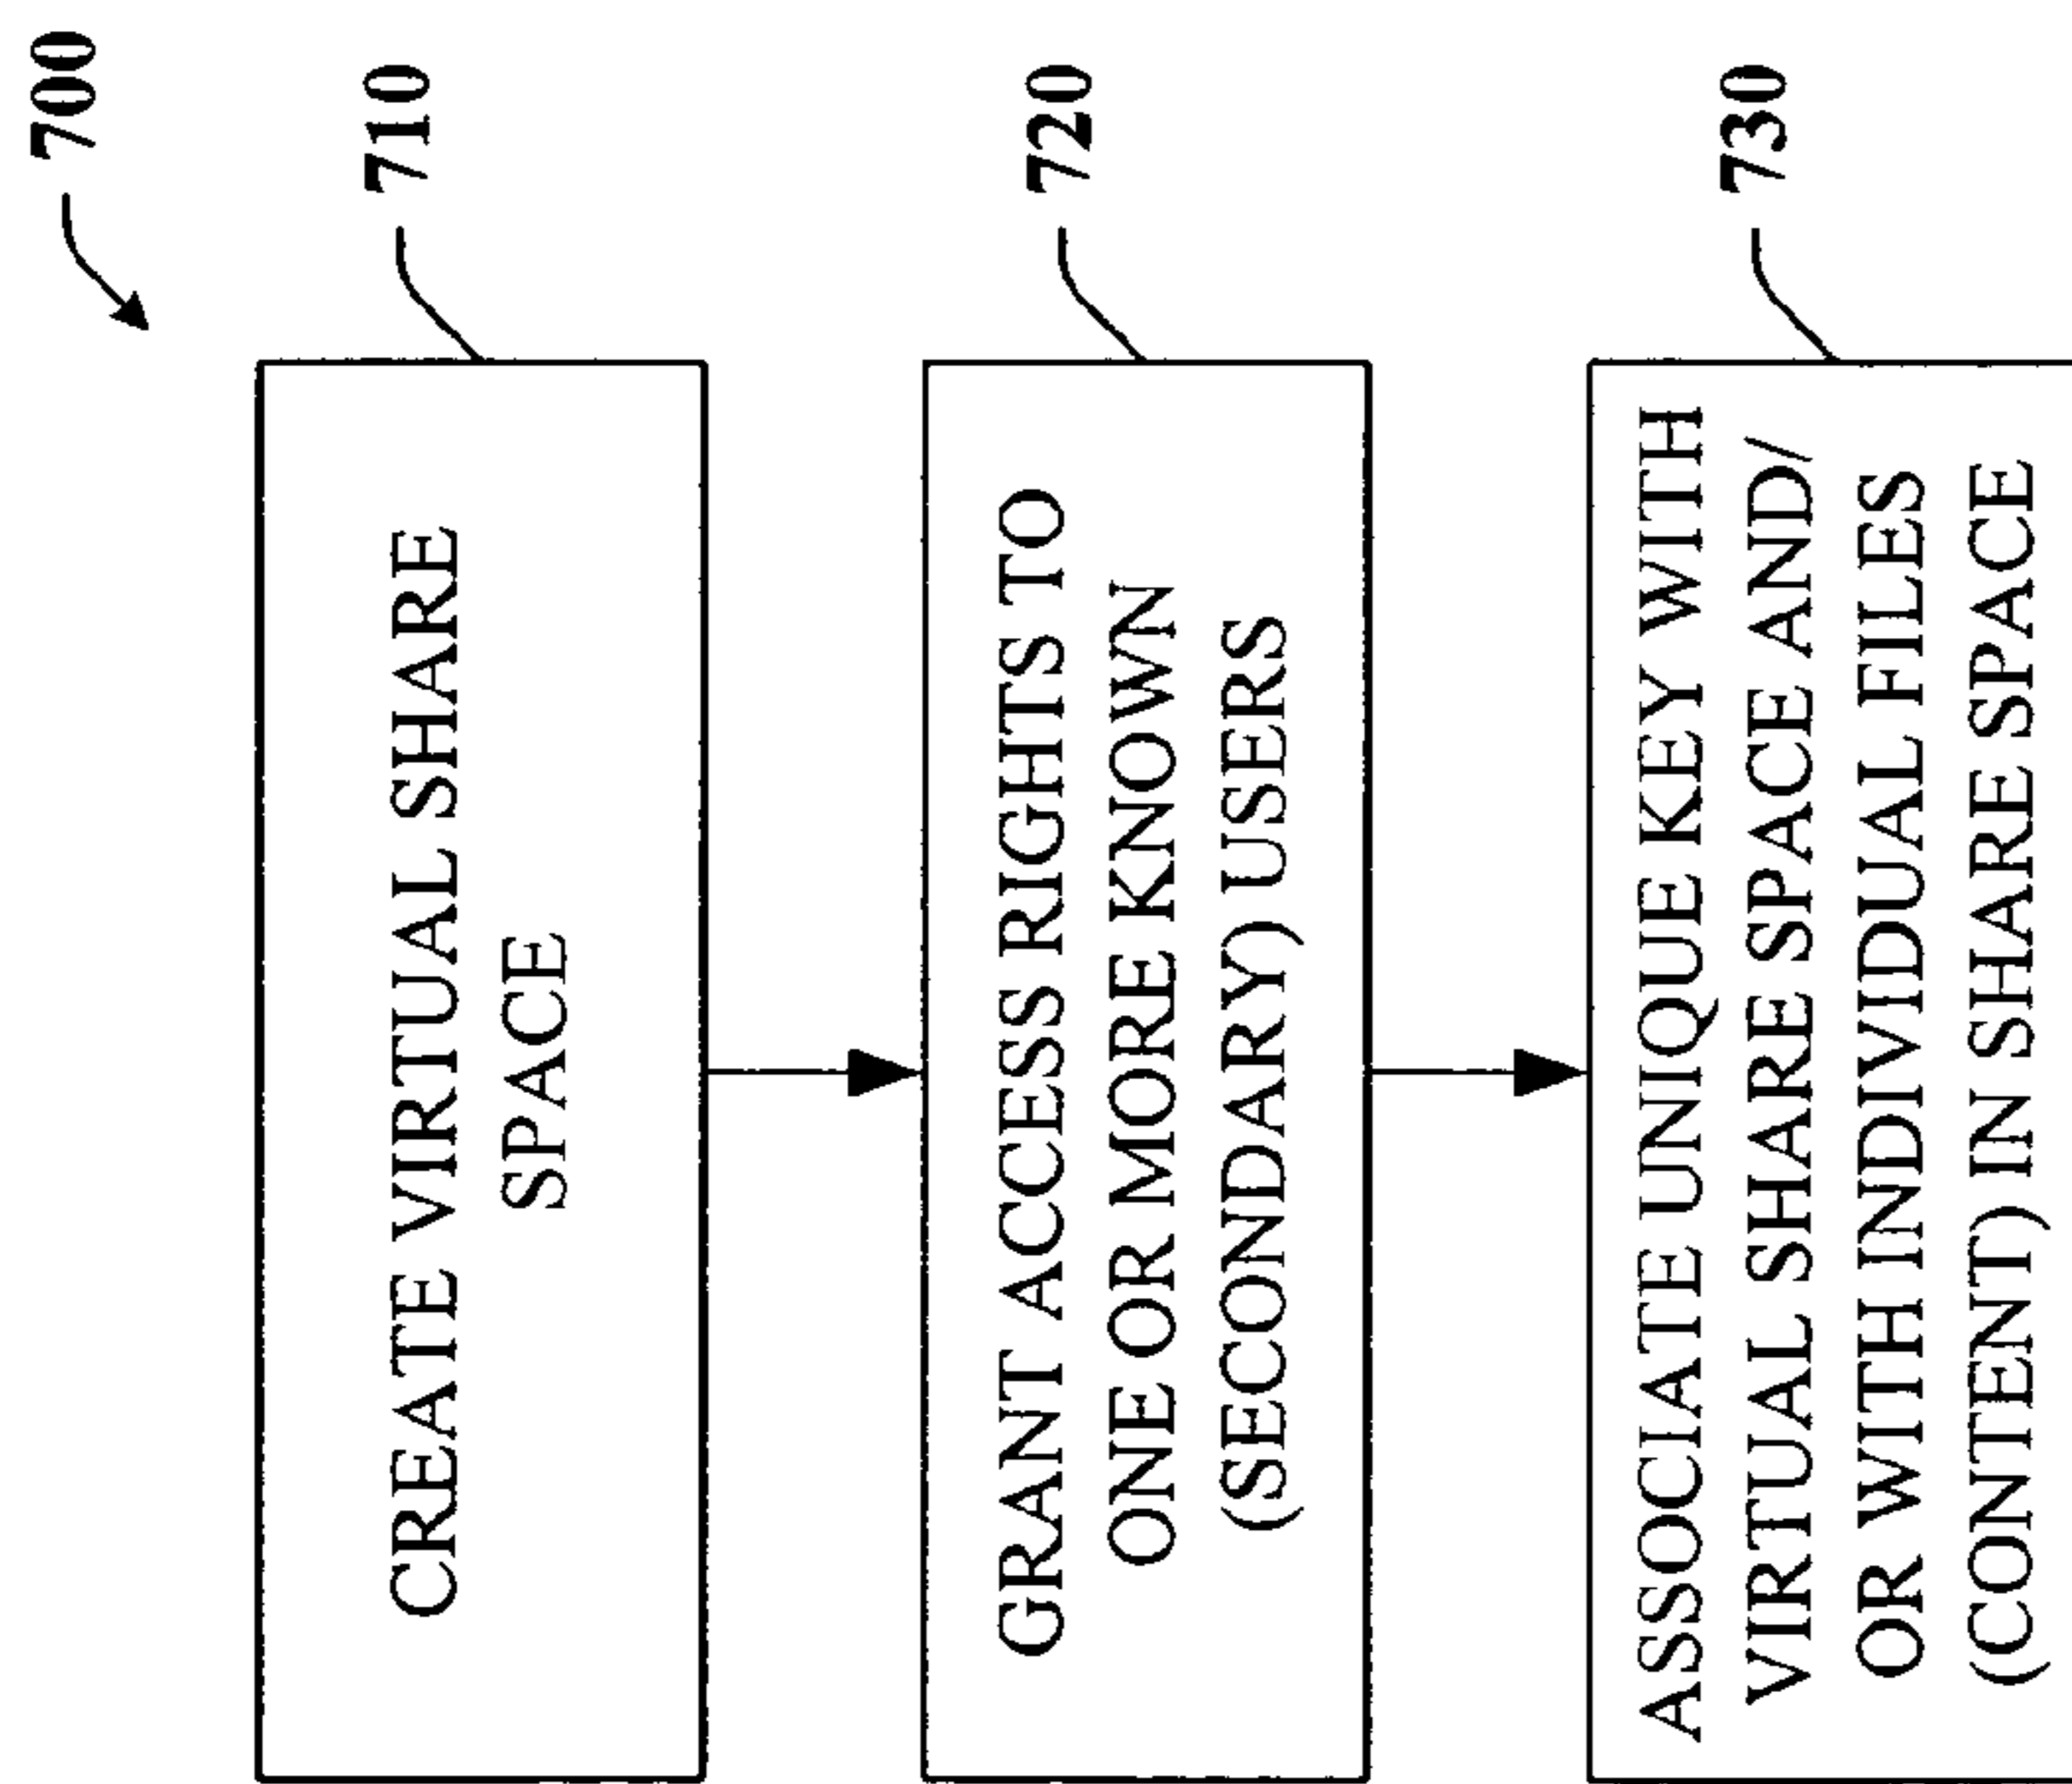 700
710
CREATE VIRTUAL SHARE
SPACE
720
GRANT ACCESS RIGHTS TO
ONE OR MORE KNOWN
(SECONDARY) USERS
730
ASSOCIATE UNIQUE KEY WITH
VIRTUAL SHARE SPACE AND/
OR WITH INDIVIDUAL FILES
(CONTENT) IN SHARE SPACE